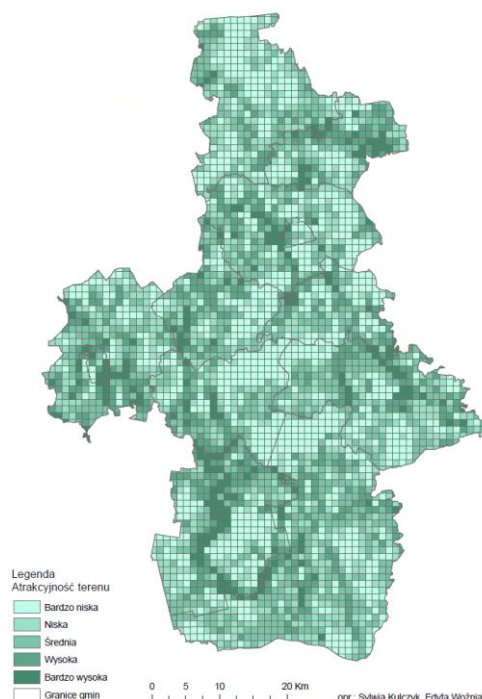 Legenda
Atrakcyjność terenu
Bardzo niska
Niska
Średnia
Wysoka
Bardzo wysoka
Granice gmin
0 5 10 20 Km
opr.: Sylwia Kulczyk, Edyta Woźnia